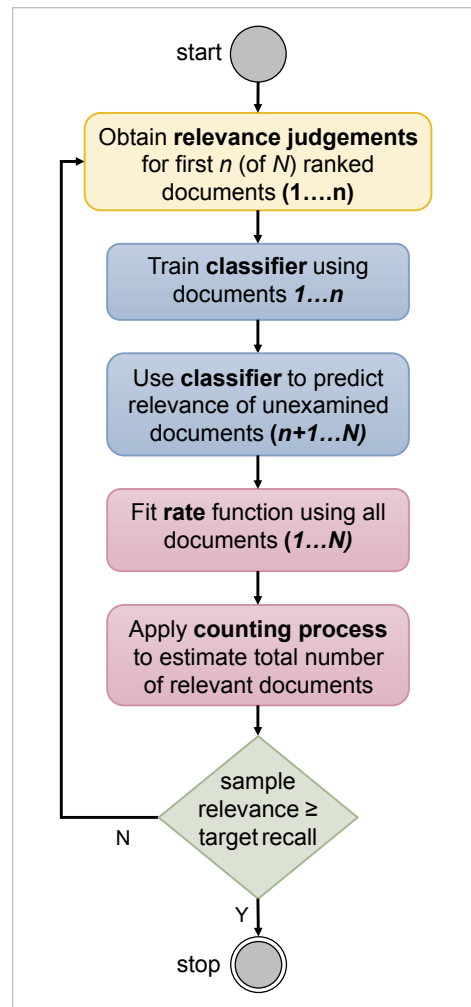 start
Obtain relevance judgements
for first n (of N) ranked
documents (1....n)
Train classifier using
documents 1...n
Use classifier to predict
relevance of unexamined
documents (n+1...N)
Fit rate function using all
documents (1...N)
Apply counting process
to estimate total number
of relevant documents
sample
relevance ≥
target recall
N
Y
stop